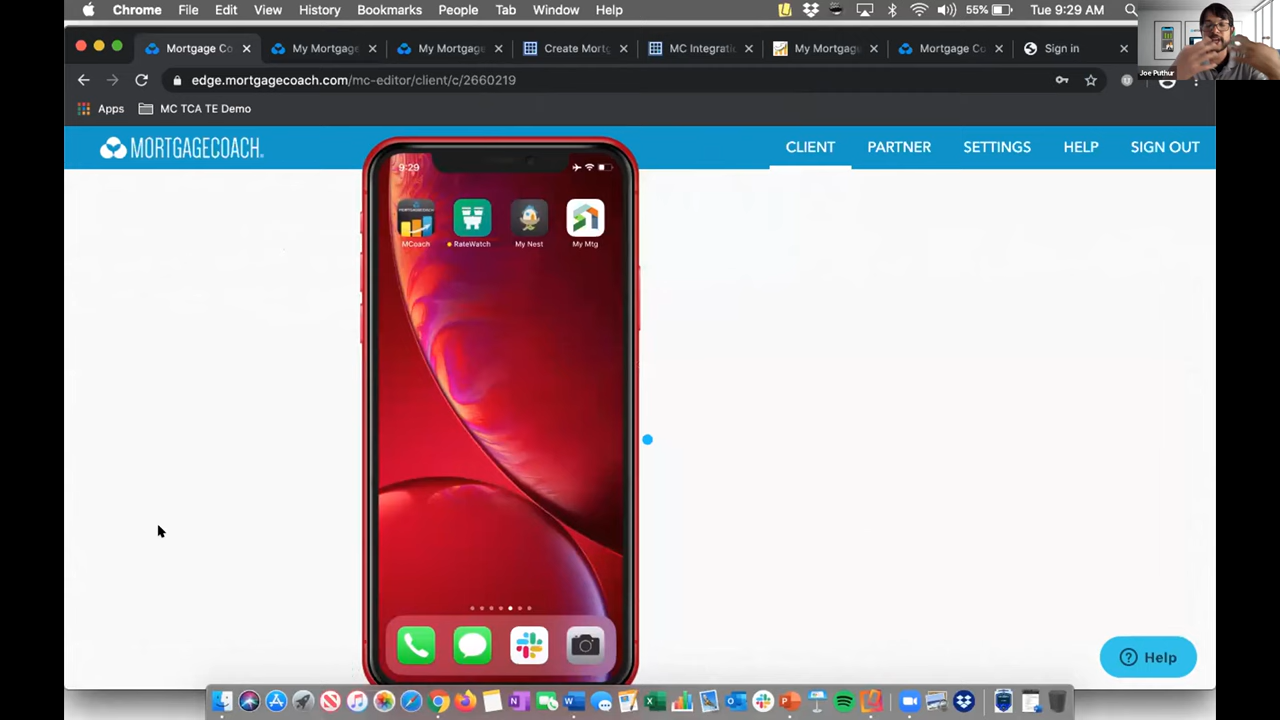 Chrome File Edit View History Bookmarks People Tab Window Help 55% Tue 9:29 AM
Mortgage Co My Mortgage My Mortgage Create Mortg MC Integratio My Mortgage Mortgage Co Sign in
Joe Puthur
edge.mortgagecoach.com/mc-editor/client/c/2660219
Apps MC TCA TE Demo
MORTGAGECOACH CLIENT PARTNER SETTINGS HELP SIGN OUT
9:29
MORTGAGECOACH
MCoach RateWatch My Nest My Mtg
Help